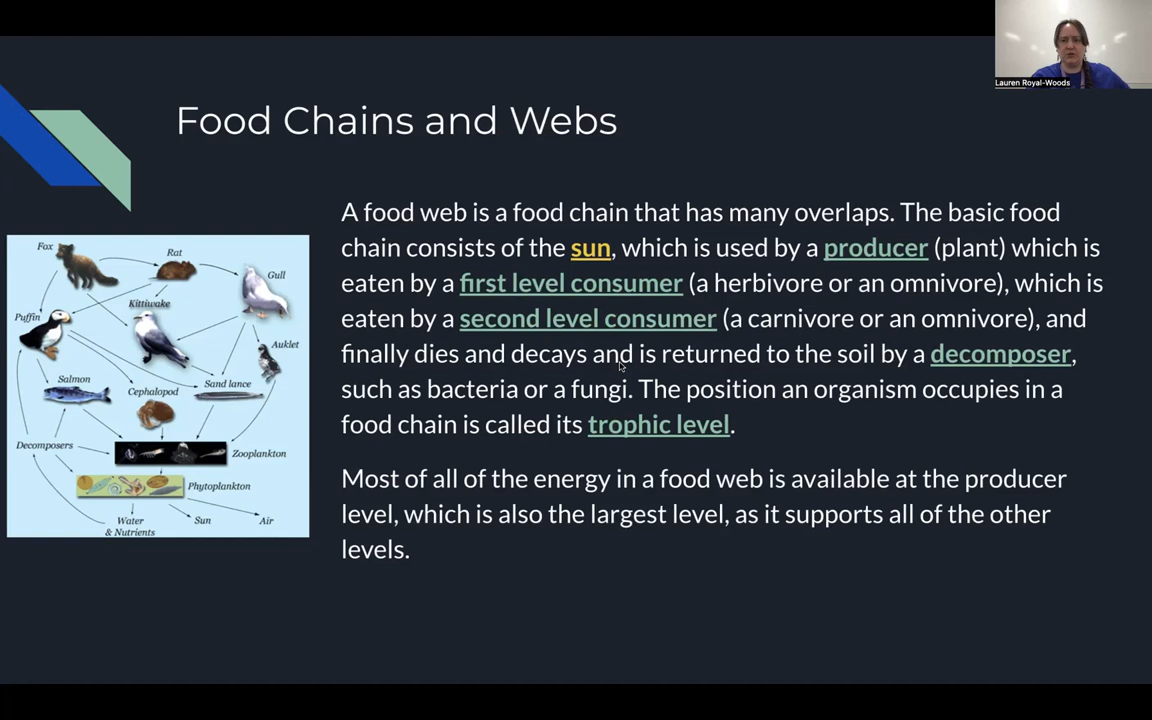 Lauren Royal-Woods
Food Chains and Webs
A food web is a food chain that has many overlaps. The basic food
chain consists of the sun, which is used by a producer (plant) which is
eaten by a first level consumer (a herbivore or an omnivore), which is
eaten by a second level consumer (a carnivore or an omnivore), and
finally dies and decays and is returned to the soil by a decomposer,
such as bacteria or a fungi. The position an organism occupies in a
food chain is called its trophic level.
Most of all of the energy in a food web is available at the producer
level, which is also the largest level, as it supports all of the other
levels.
Fox
Rat
Gull
Kittiwake
Puffin
Auklet
Salmon
Cephalopod
Sand lance
Decomposers
Zooplankton
Phytoplankton
Water
& Nutrients
Sun
Air